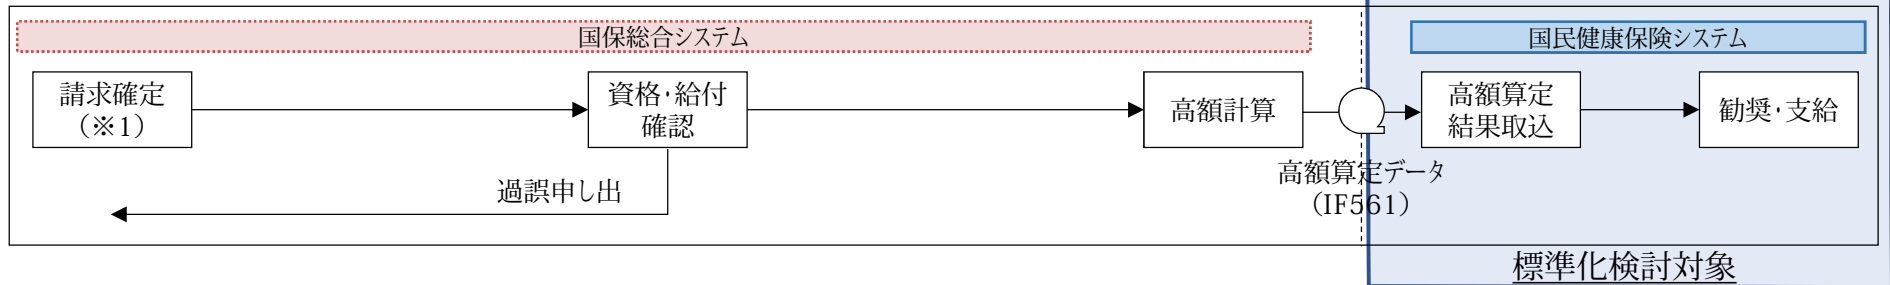 国保総合システム
国民健康保険システム
請求確定
（※1）
資格・給付
確認
高額計算
高額算定
結果取込
勧奨・支給
過誤申し出
高額算定データ
（IF561）
標準化検討対象